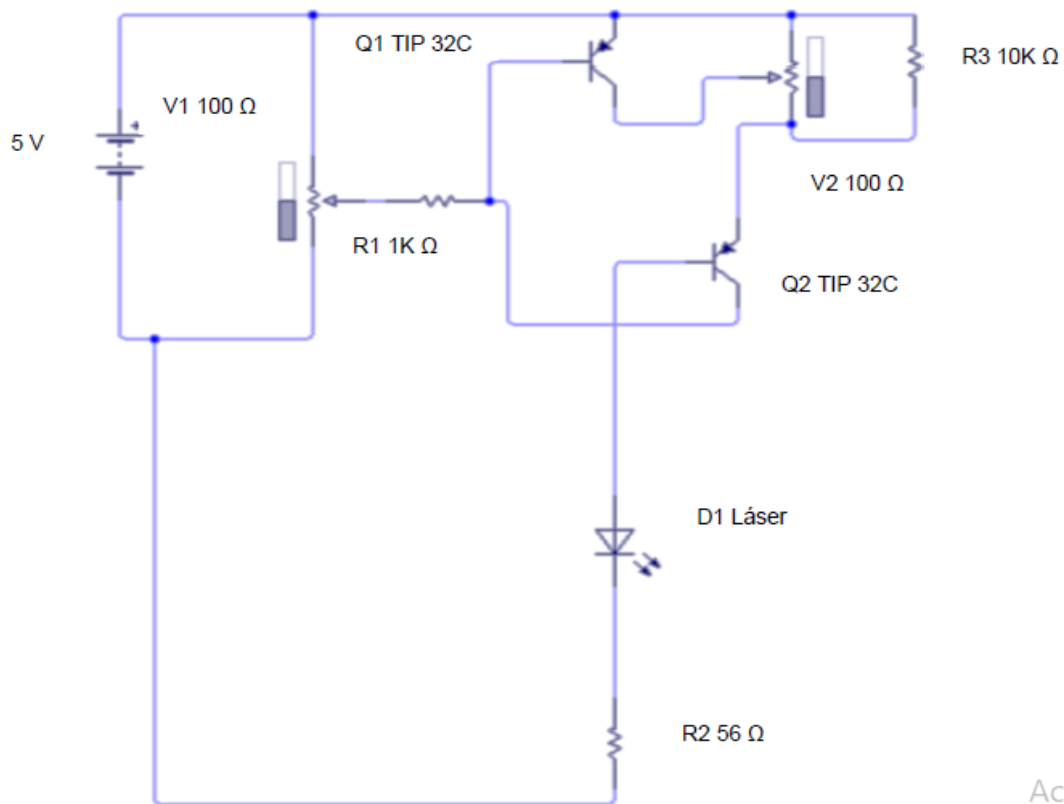 Q1 TIP 32C
R3 10K Ω
V1 100 Ω
5 V
V2 100 Ω
R1 1K Ω
Q2 TIP 32C
D1 Láser
R2 56 Ω
Ac